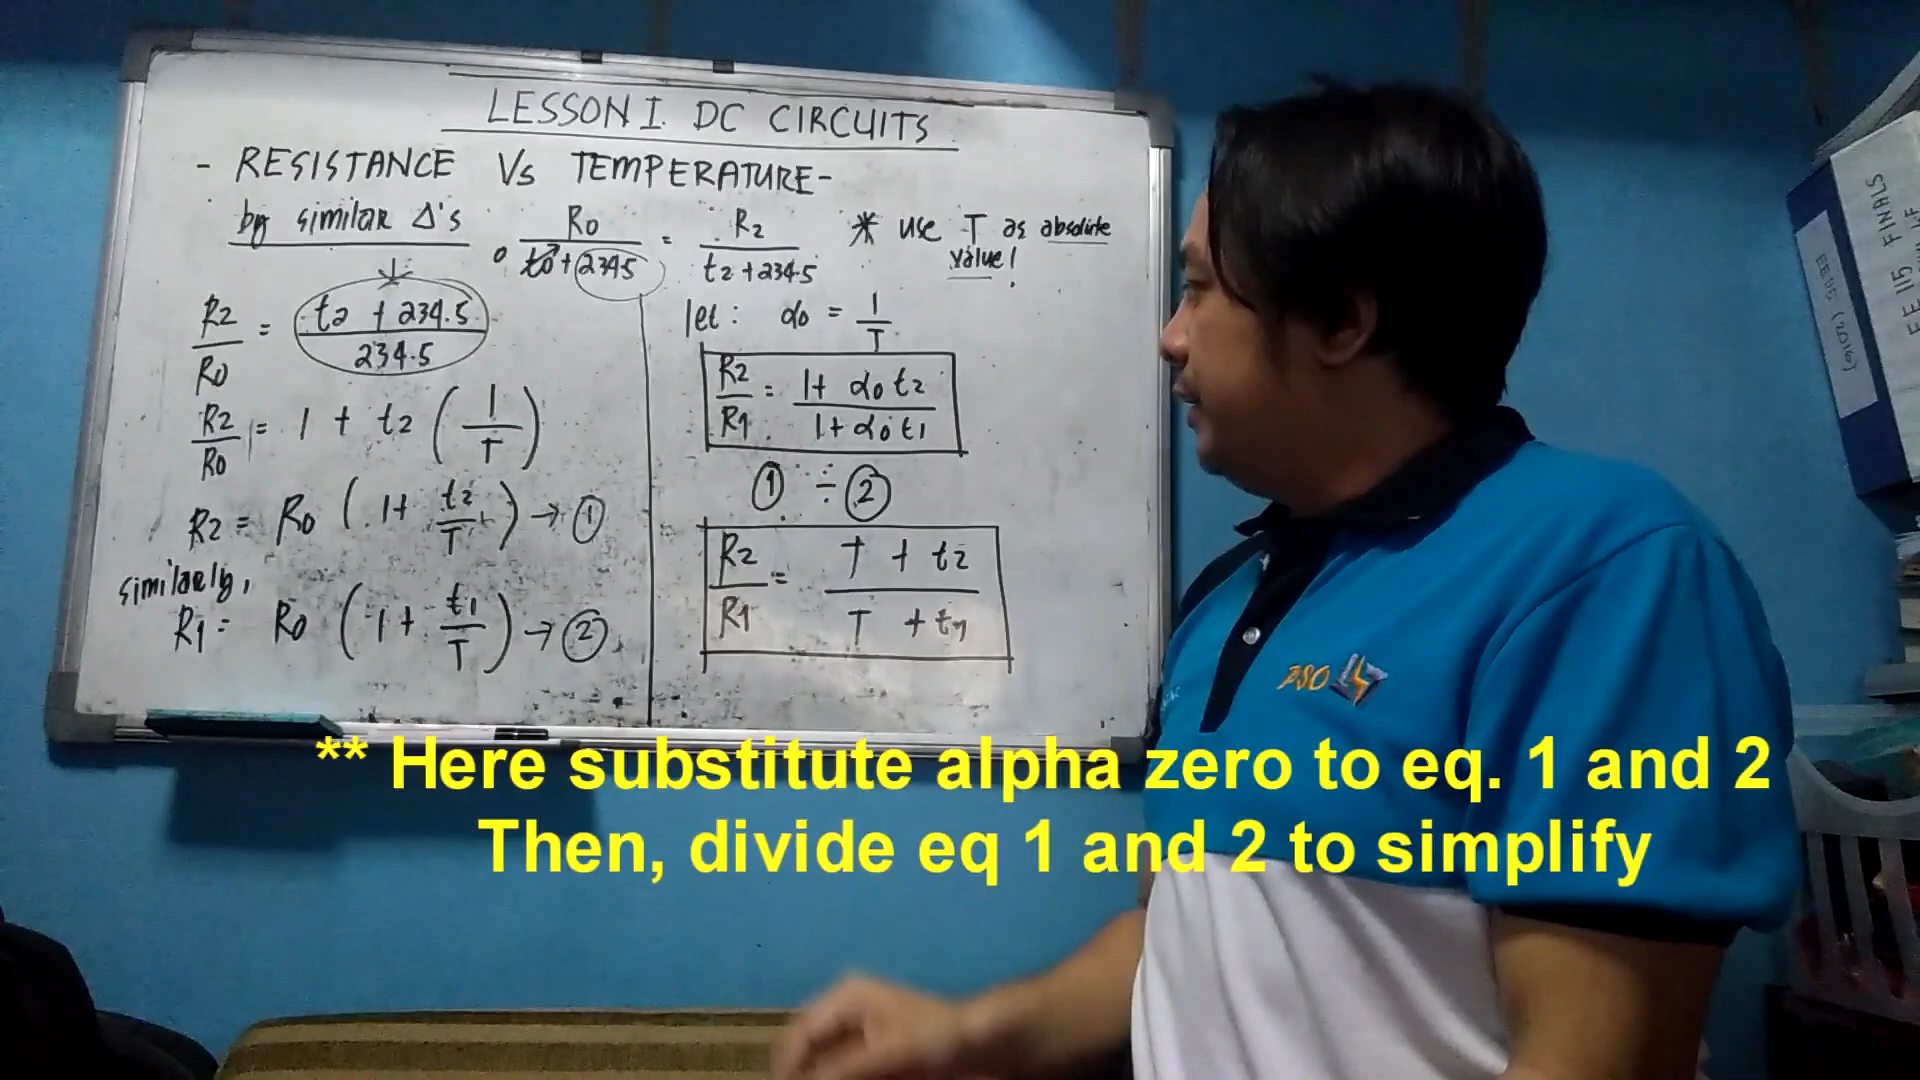 LESSON I. DC CIRCUITS
- RESISTANCE Vs TEMPERATURE -
by similar Δ's
R0 / t0 + 234.5 = R2 / t2 + 234.5
* use T as absolute value!
R2 / R0 = t2 + 234.5 / 234.5
R2 / R0 = 1 + t2 ( 1 / T )
R2 = R0 ( 1 + t2 / T ) → ①
similarly,
R1 = R0 ( 1 + t1 / T ) → ②
let : α0 = 1 / T
R2 / R1 = 1 + α0 t2 / 1 + α0 t1
① ÷ ②
R2 / R1 = T + t2 / T + t1
PSO
EE 115 FINALS
(2016)
** Here substitute alpha zero to eq. 1 and 2
Then, divide eq 1 and 2 to simplify